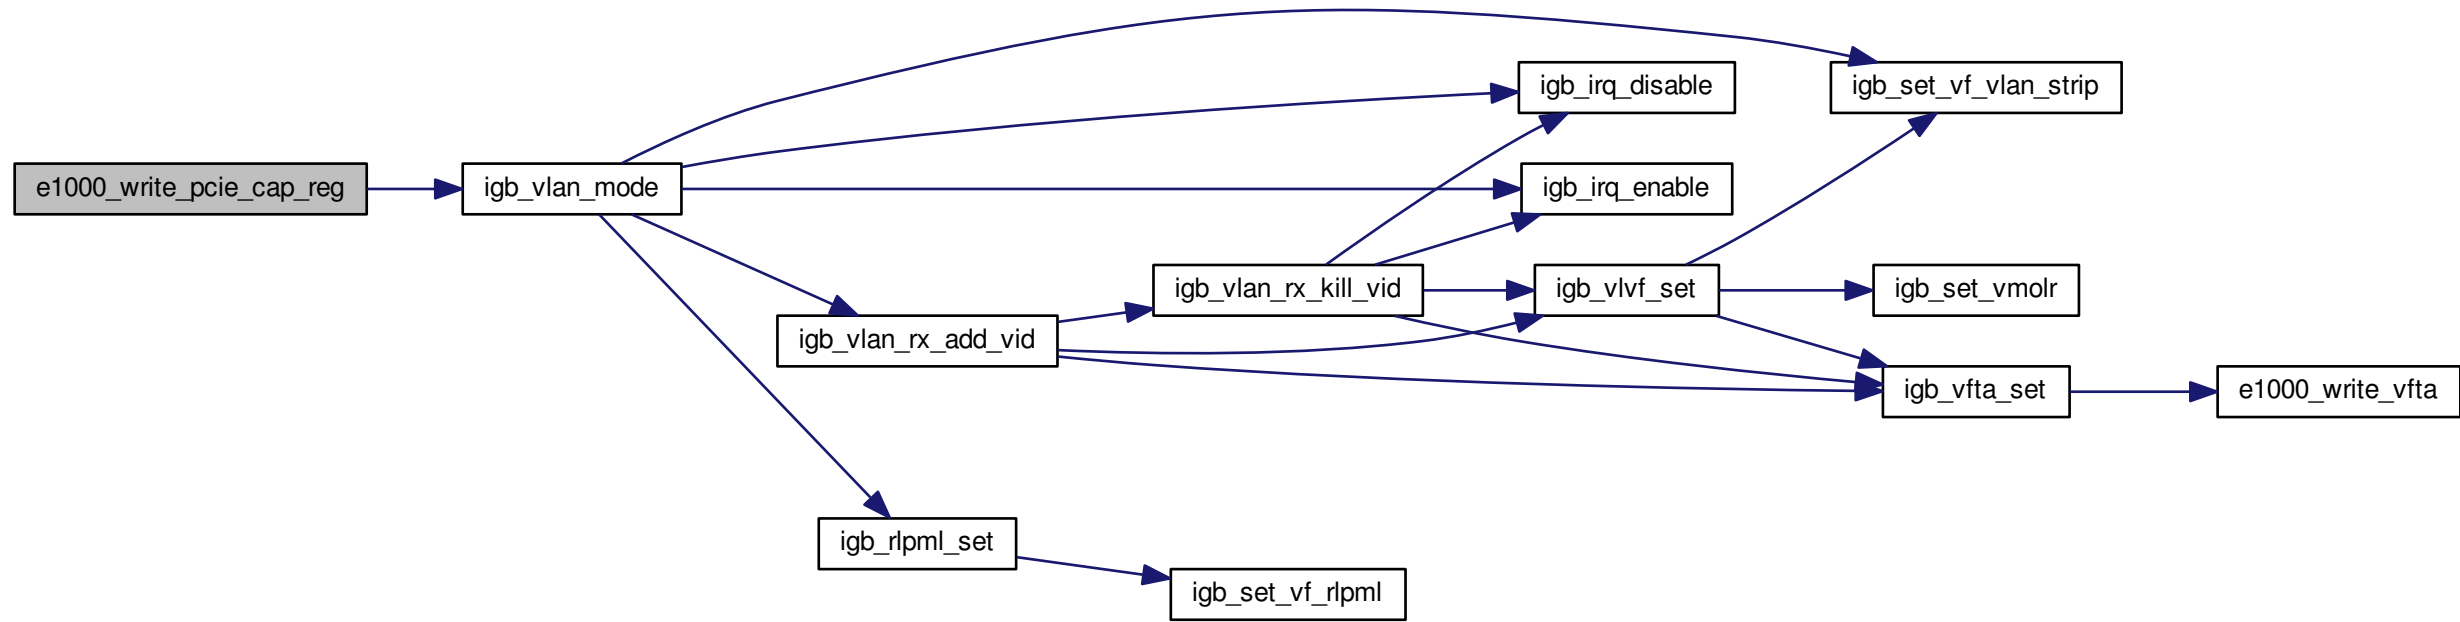 e1000_write_pcie_cap_reg
igb_vlan_mode
igb_set_vf_vlan_strip
igb_irq_disable
igb_irq_enable
igb_vlan_rx_add_vid
igb_vlan_rx_kill_vid
igb_vlvf_set
igb_set_vmolr
igb_vfta_set
e1000_write_vfta
igb_rlpml_set
igb_set_vf_rlpml